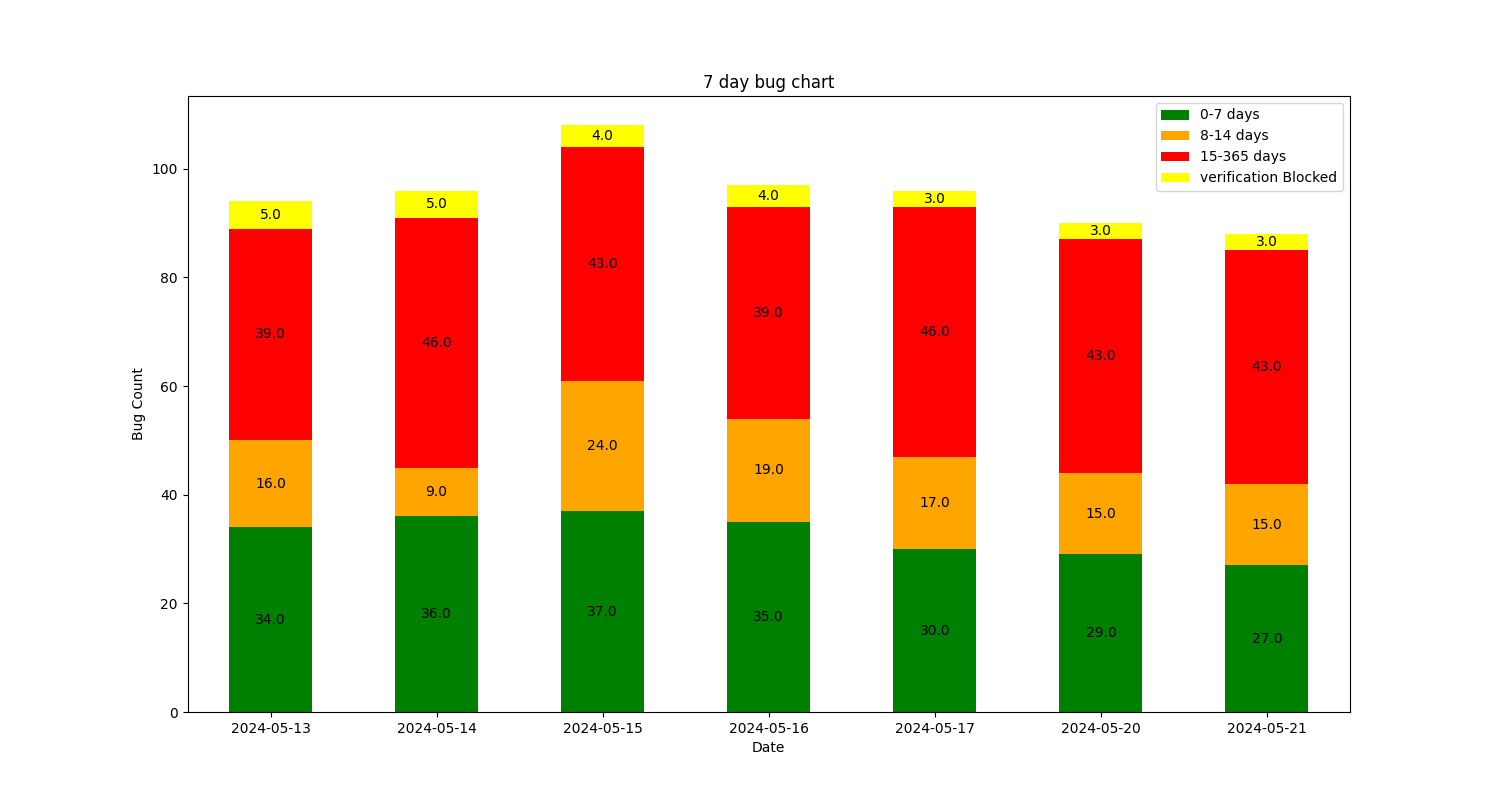 7 day bug chart
0-7 days
8-14 days
15-365 days
verification Blocked
Bug Count
100
80
60
40
20
0
5.0 5.0 4.0 4.0 3.0 3.0 3.0
39.0 46.0 43.0 39.0 46.0 43.0 43.0
16.0 9.0 24.0 19.0 17.0 15.0 15.0
34.0 36.0 37.0 35.0 30.0 29.0 27.0
2024-05-13 2024-05-14 2024-05-15 2024-05-16 2024-05-17 2024-05-20 2024-05-21
Date